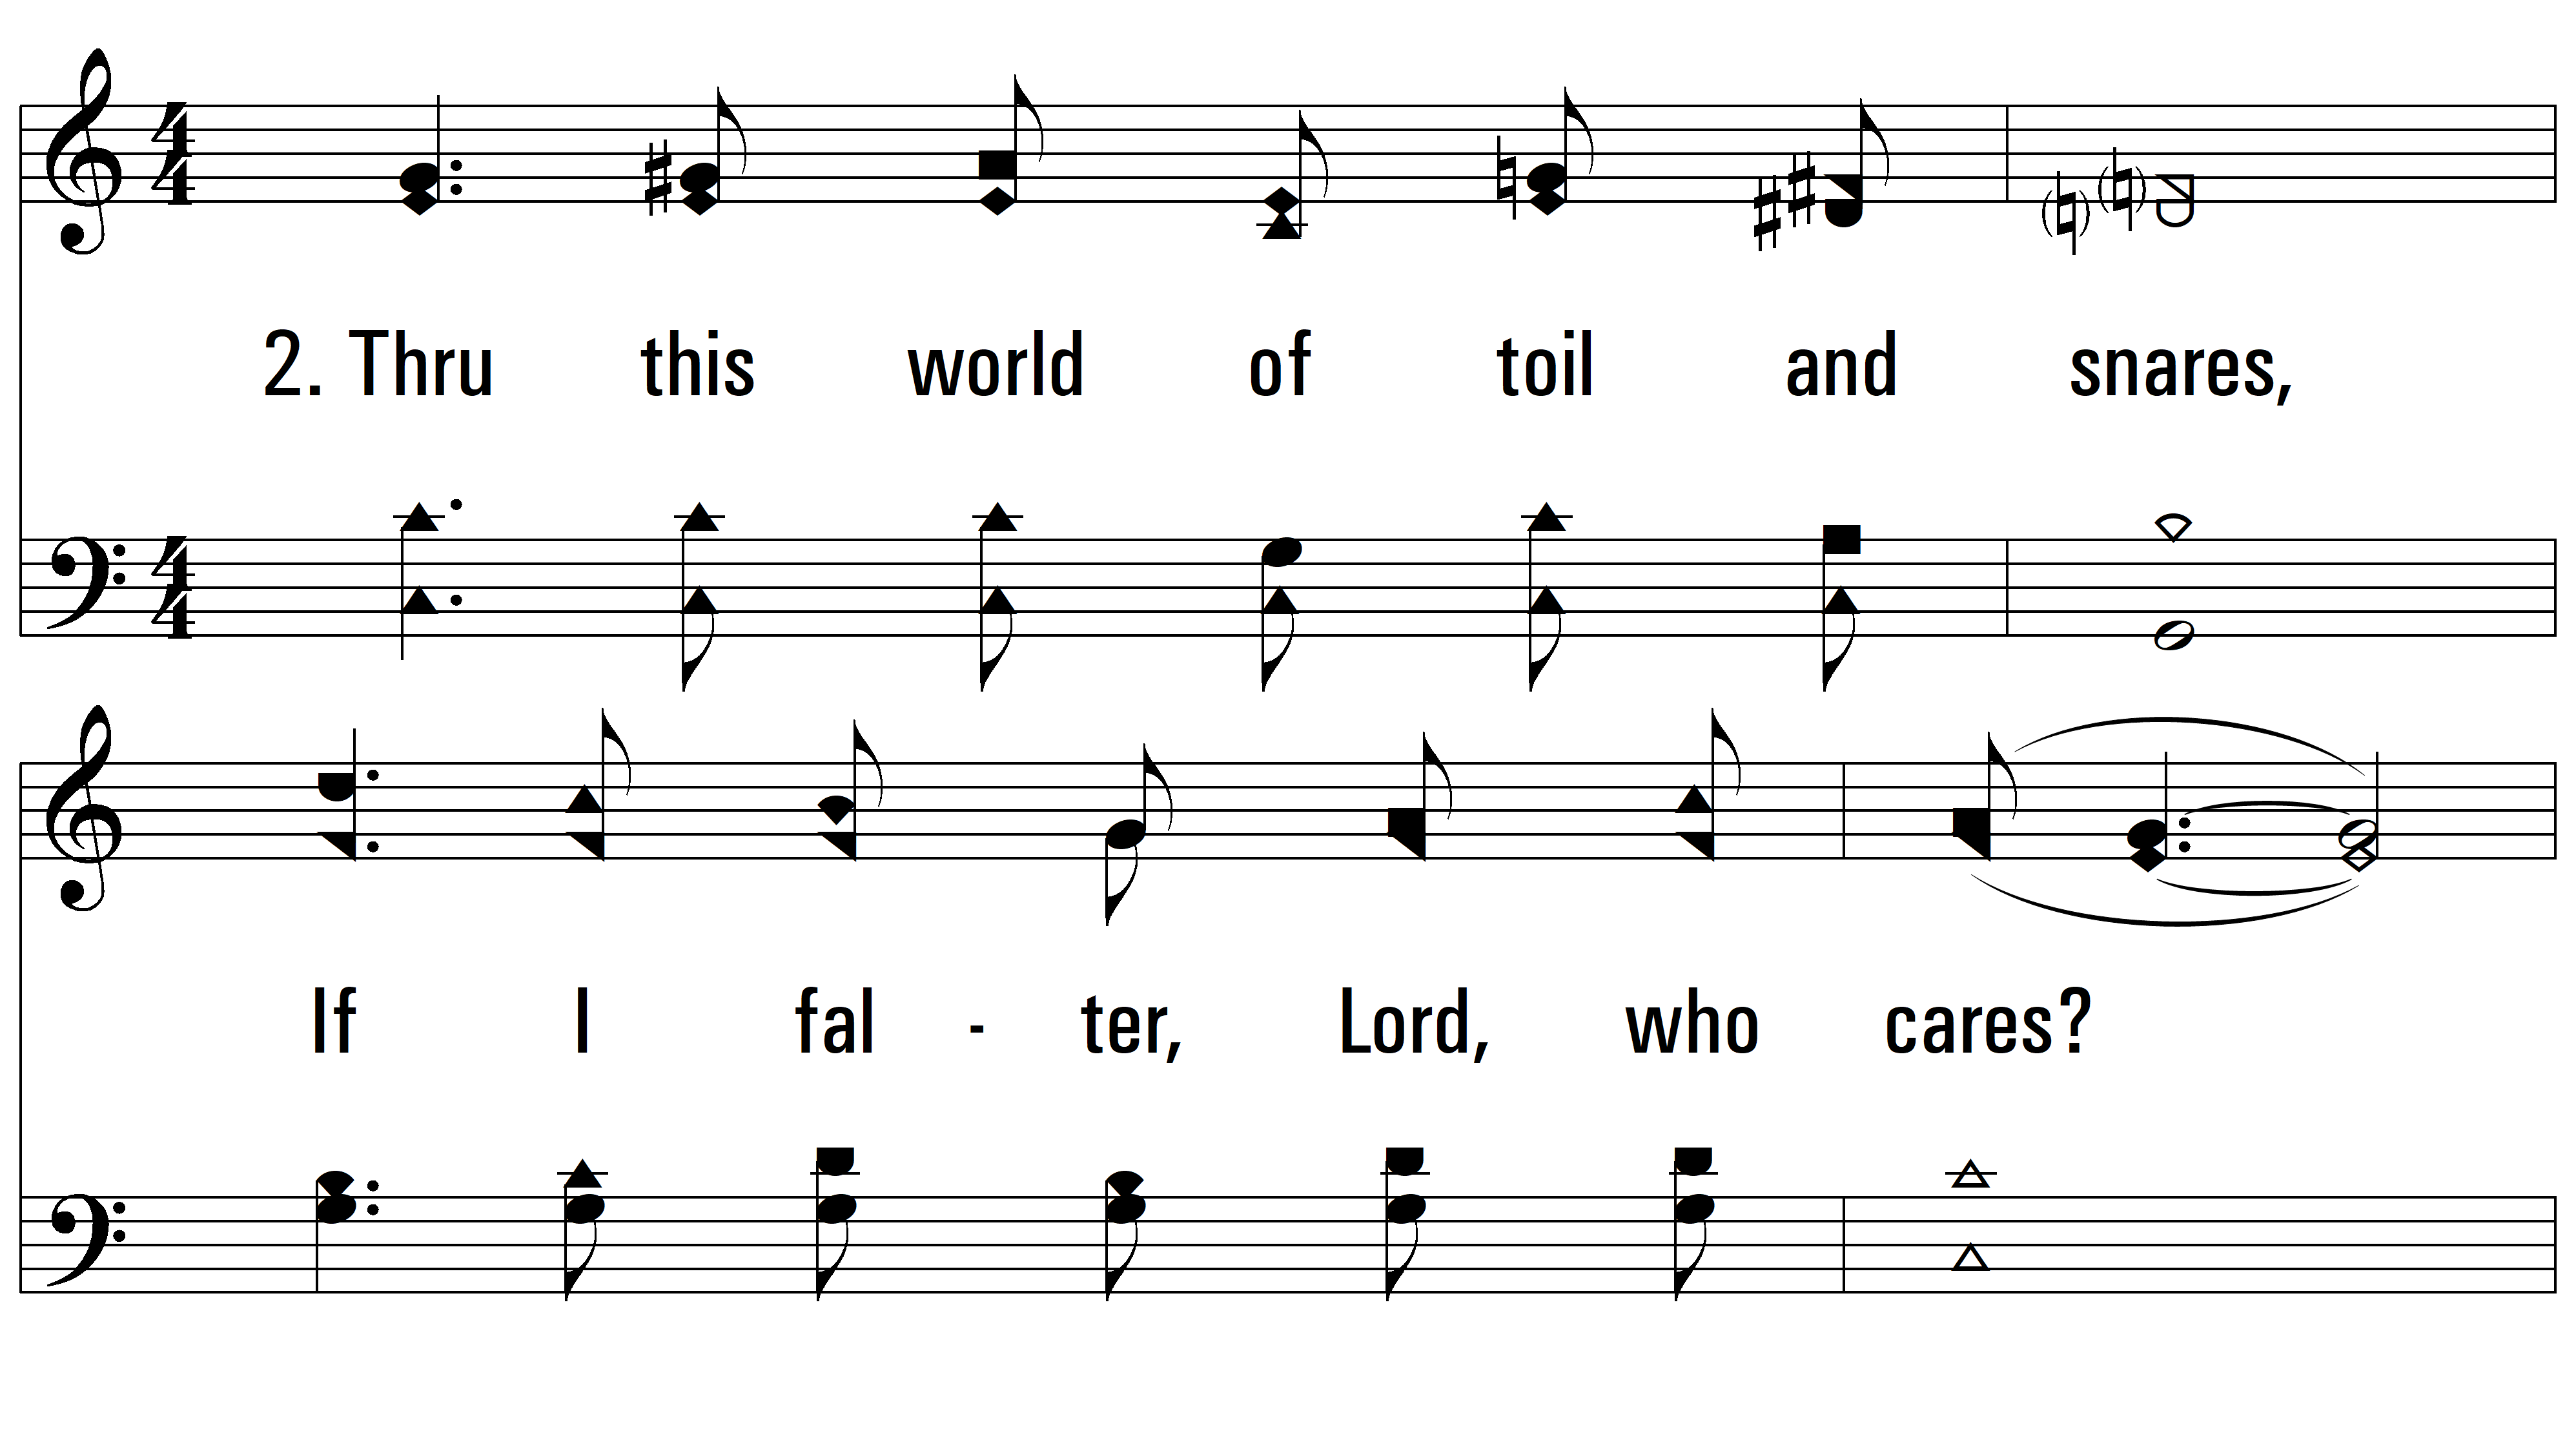 2. Thru this world of toil and snares,
If I fal - ter, Lord, who cares?